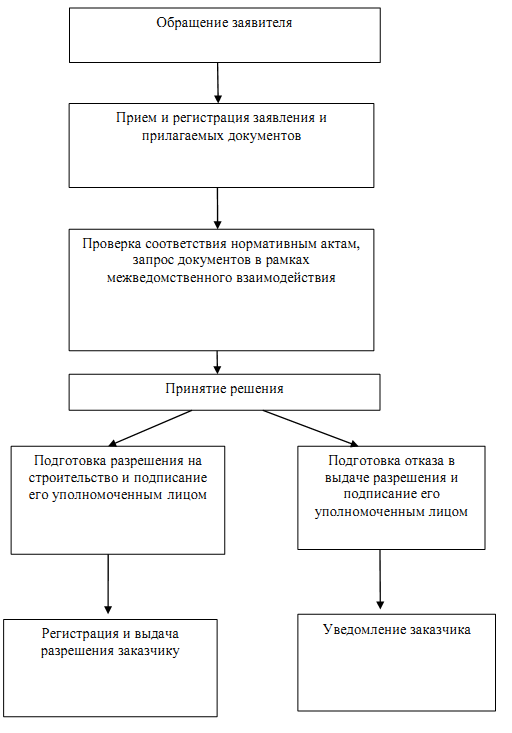 Обращение заявителя
Прием и регистрация заявления и
прилагаемых документов
Проверка соответствия нормативным актам,
запрос документов в рамках
межведомственного взаимодействия
Принятие решения
Подготовка разрешения на
строительство и подписание
его уполномоченным лицом
Подготовка отказа в
выдаче разрешения и
подписание его
уполномоченным лицом
Регистрация и выдача
разрешения заказчику
Уведомление заказчика